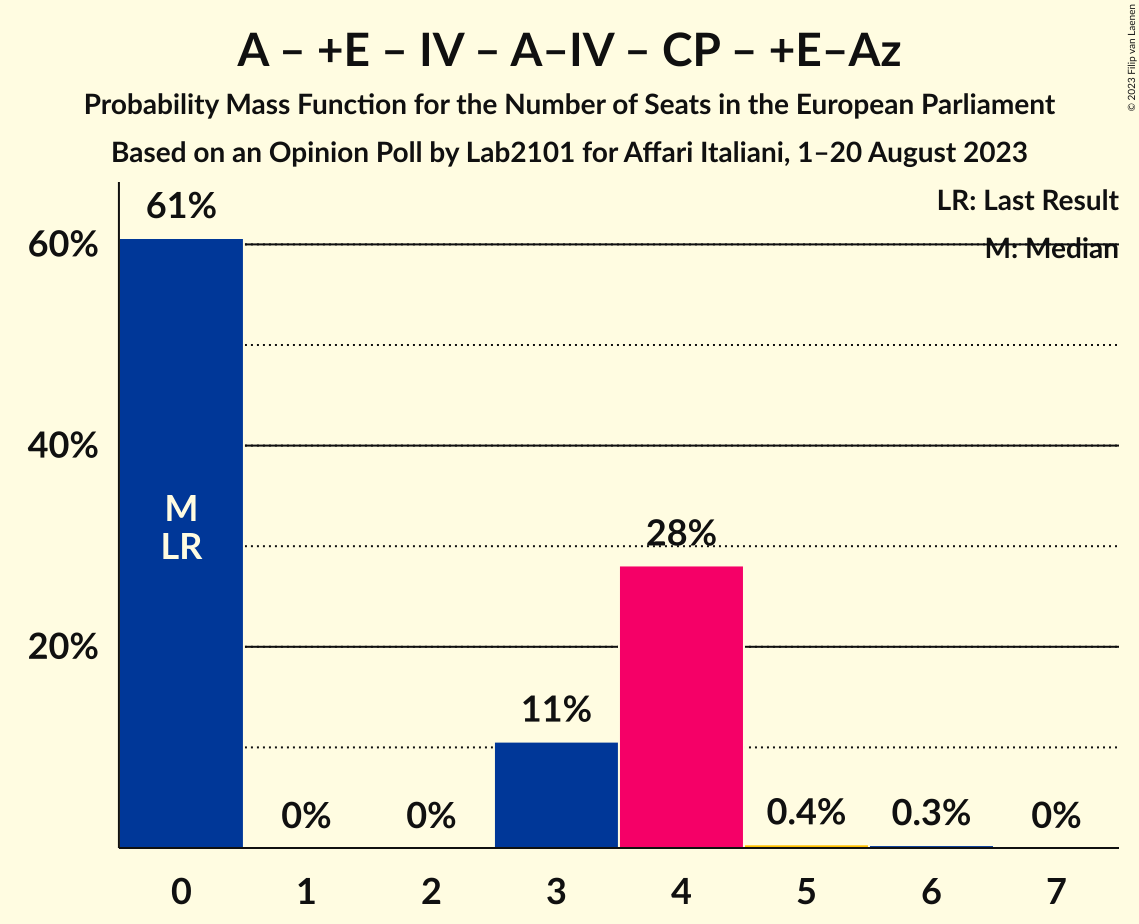 A – +E – IV – A–IV – CP – +E–Az
Probability Mass Function for the Number of Seats in the European Parliament
Based on an Opinion Poll by Lab2101 for Affari Italiani, 1–20 August 2023
© 2023 Filip van Laenen
LR: Last Result
M: Median
60%
40%
20%
61%
M
LR
0%
0%
11%
28%
0.4%
0.3%
0%
0 1 2 3 4 5 6 7